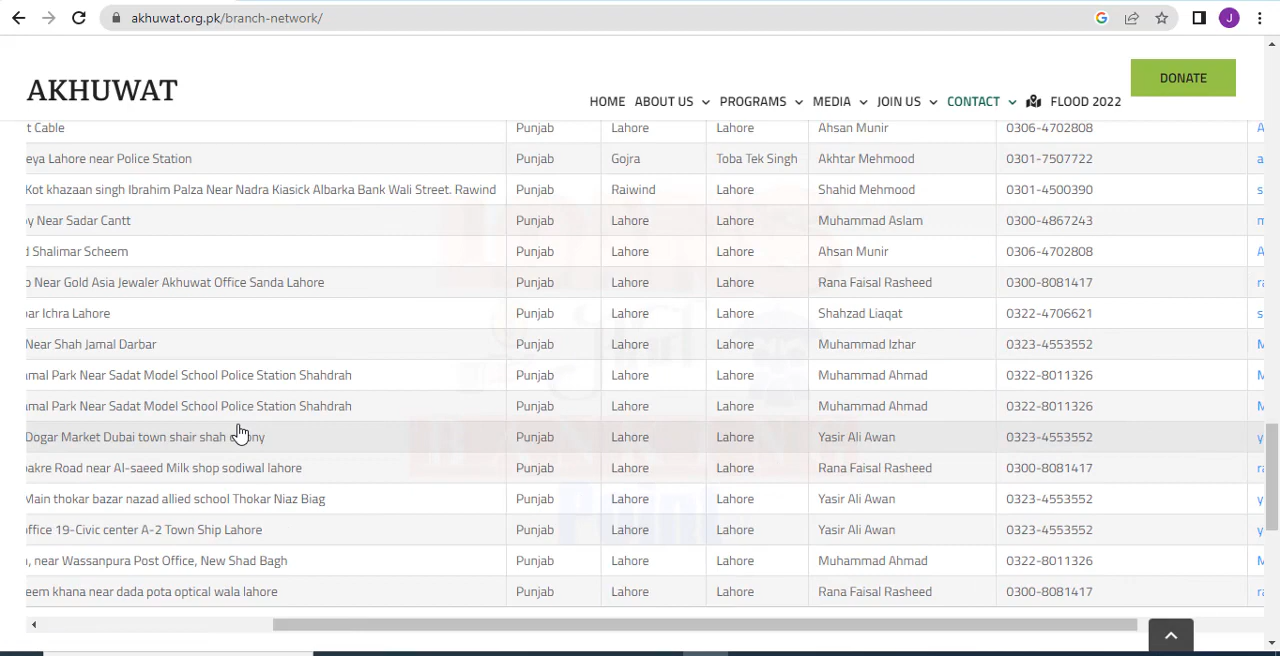 akhuwat.org.pk/branch-network/
J
AKHUWAT
HOME ABOUT US PROGRAMS MEDIA JOIN US CONTACT FLOOD 2022
DONATE
t Cable Punjab Lahore Lahore Ahsan Munir 0306-4702808
eya Lahore near Police Station Punjab Gojra Toba Tek Singh Akhtar Mehmood 0301-7507722
Kot khazaan singh Ibrahim Palza Near Nadra Kiasick Albarka Bank Wali Street. Rawind Punjab Raiwind Lahore Shahid Mehmood 0301-4500390
oy Near Sadar Cantt Punjab Lahore Lahore Muhammad Aslam 0300-4867243
d Shalimar Scheem Punjab Lahore Lahore Ahsan Munir 0306-4702808
Near Gold Asia Jewaler Akhuwat Office Sanda Lahore Punjab Lahore Lahore Rana Faisal Rasheed 0300-8081417
ar Ichra Lahore Punjab Lahore Lahore Shahzad Liaqat 0322-4706621
Near Shah Jamal Darbar Punjab Lahore Lahore Muhammad Izhar 0323-4553552
amal Park Near Sadat Model School Police Station Shahdrah Punjab Lahore Lahore Muhammad Ahmad 0322-8011326
amal Park Near Sadat Model School Police Station Shahdrah Punjab Lahore Lahore Muhammad Ahmad 0322-8011326
Dogar Market Dubai town shair shah Punjab Lahore Lahore Yasir Ali Awan 0323-4553552
akre Road near Al-saeed Milk shop sodiwal lahore Punjab Lahore Lahore Rana Faisal Rasheed 0300-8081417
Main thokar bazar nazad allied school Thokar Niaz Biag Punjab Lahore Lahore Yasir Ali Awan 0323-4553552
office 19-Civic center A-2 Town Ship Lahore Punjab Lahore Lahore Yasir Ali Awan 0323-4553552
, near Wassanpura Post Office, New Shad Bagh Punjab Lahore Lahore Muhammad Ahmad 0322-8011326
eem khana near dada pota optical wala lahore Punjab Lahore Lahore Rana Faisal Rasheed 0300-8081417